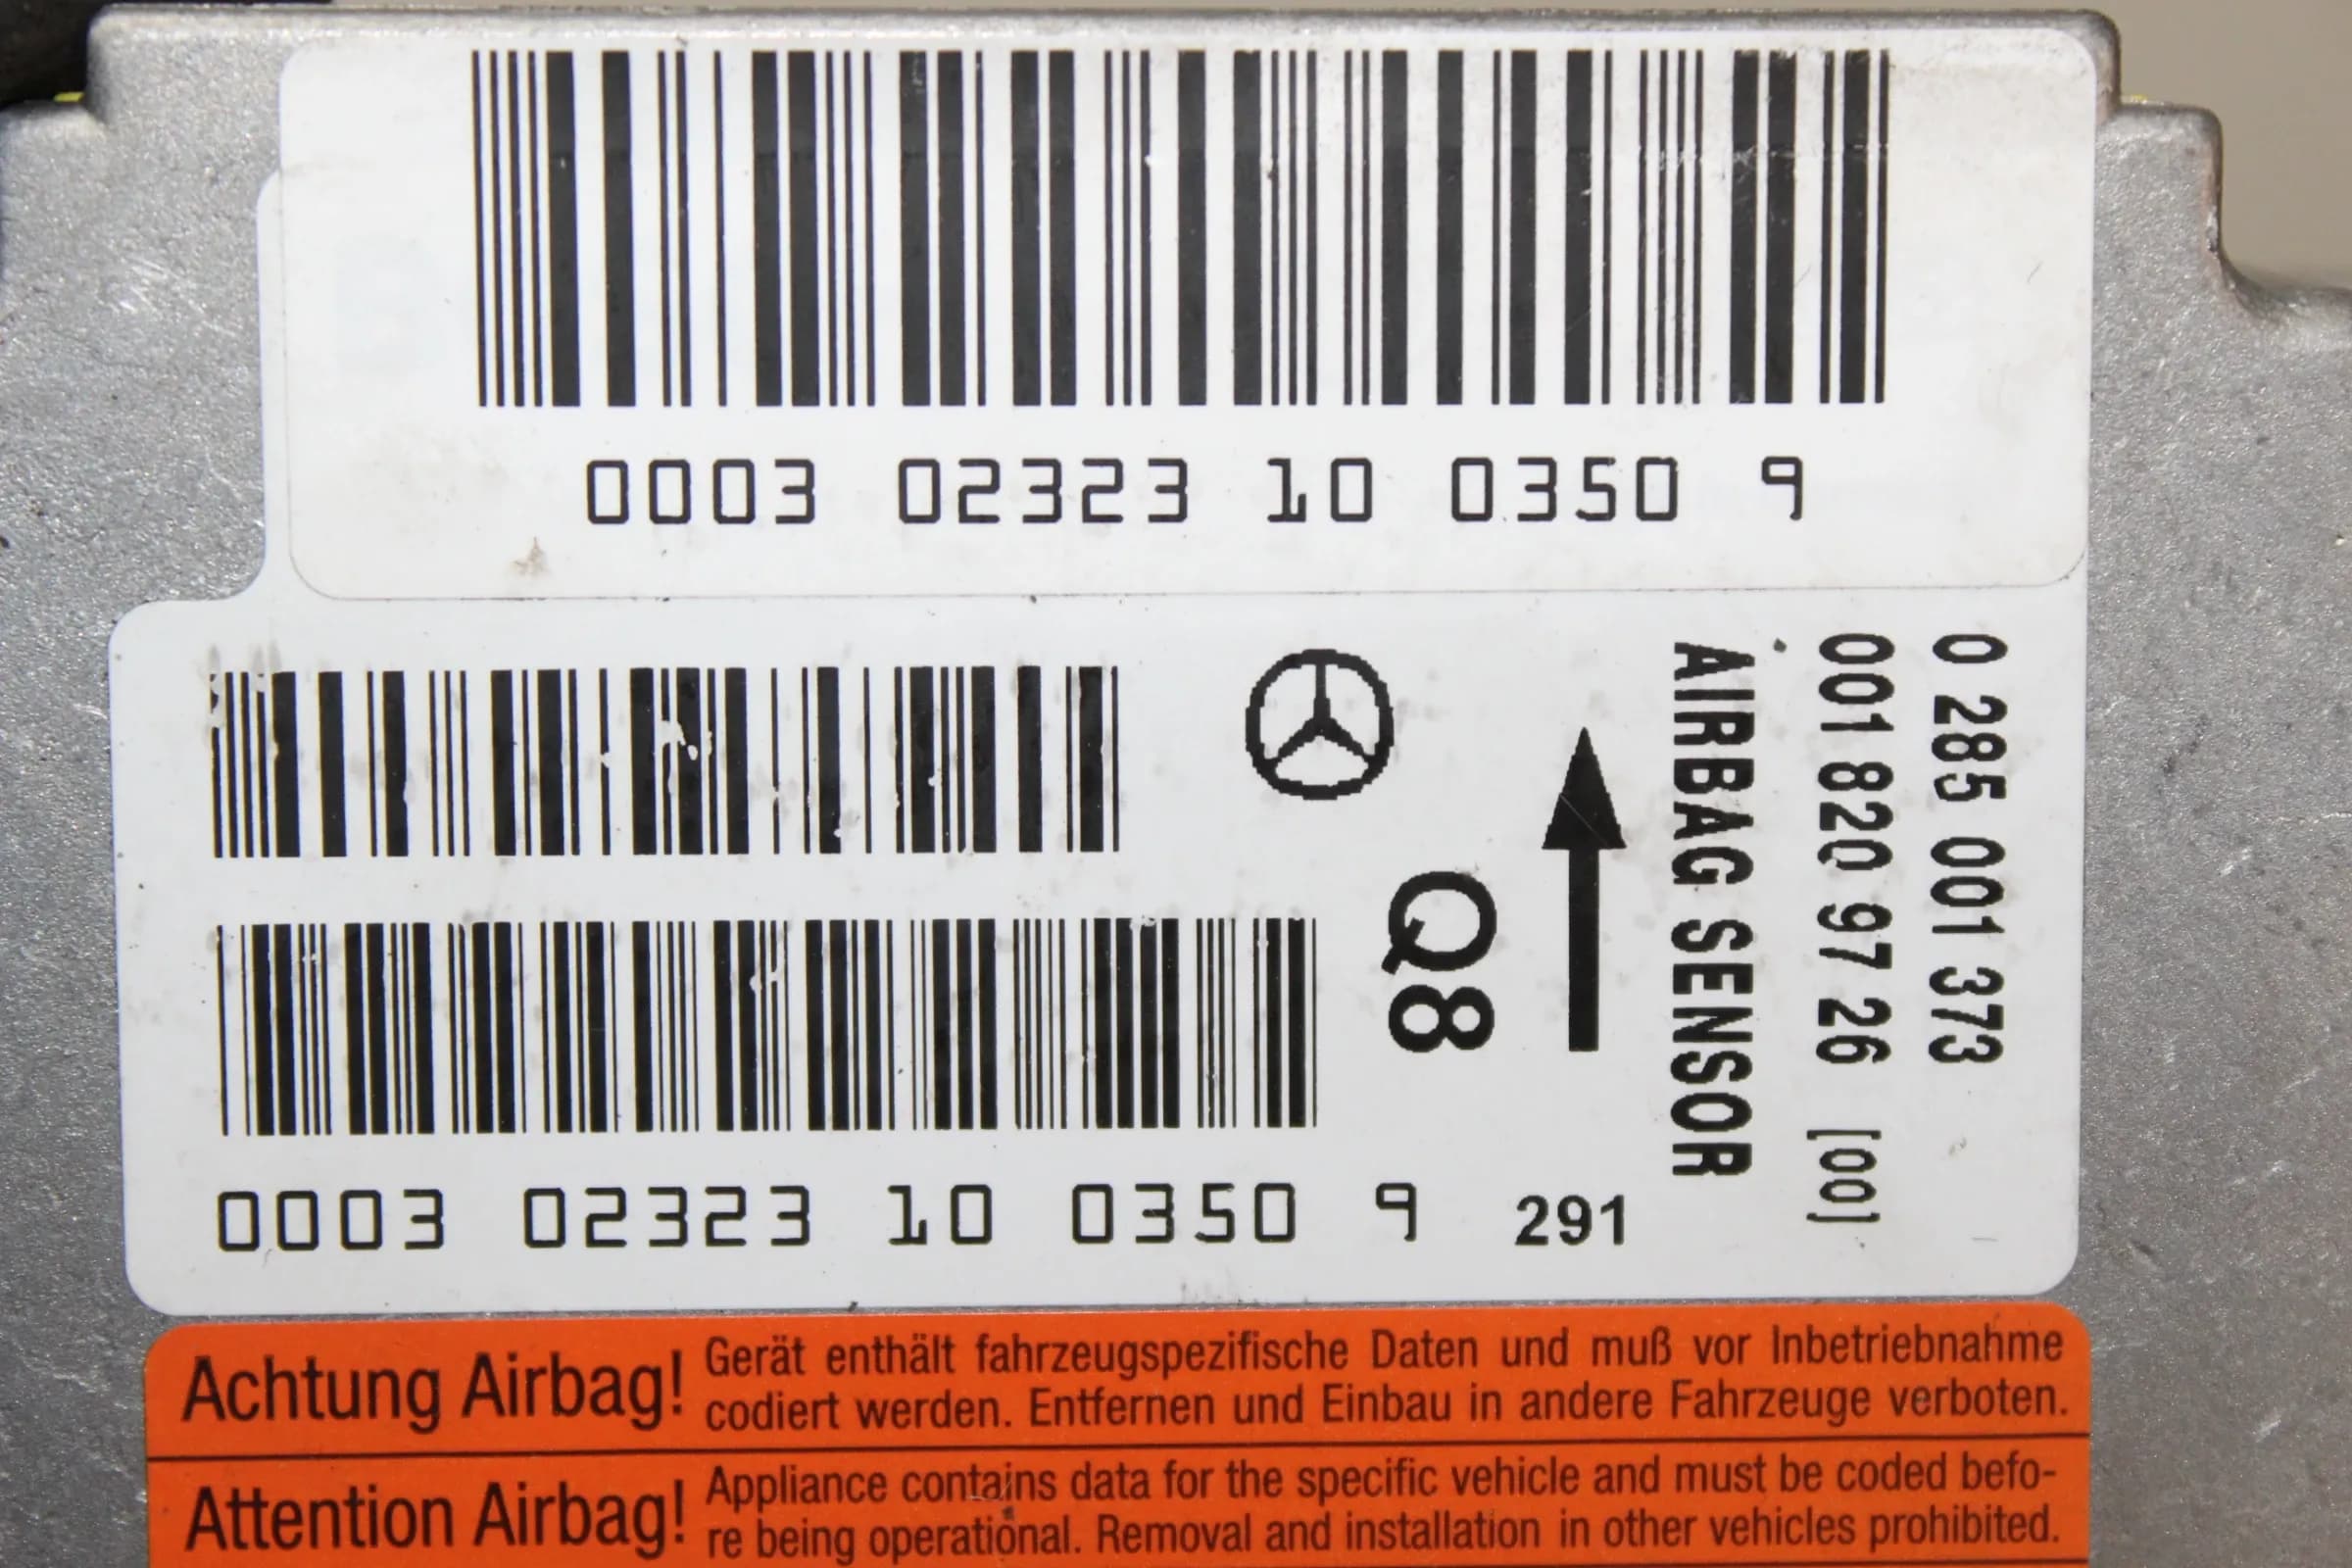 0003 02323 10 0350 9
0 285 001 373
001 820 97 26 [00]
AIRBAG SENSOR
Q8
0003 02323 10 0350 9 291
Achtung Airbag! Gerät enthält fahrzeugspezifische Daten und muß vor Inbetriebnahme
codiert werden. Entfernen und Einbau in andere Fahrzeuge verboten.
Attention Airbag! Appliance contains data for the specific vehicle and must be coded befo-
re being operational. Removal and installation in other vehicles prohibited.